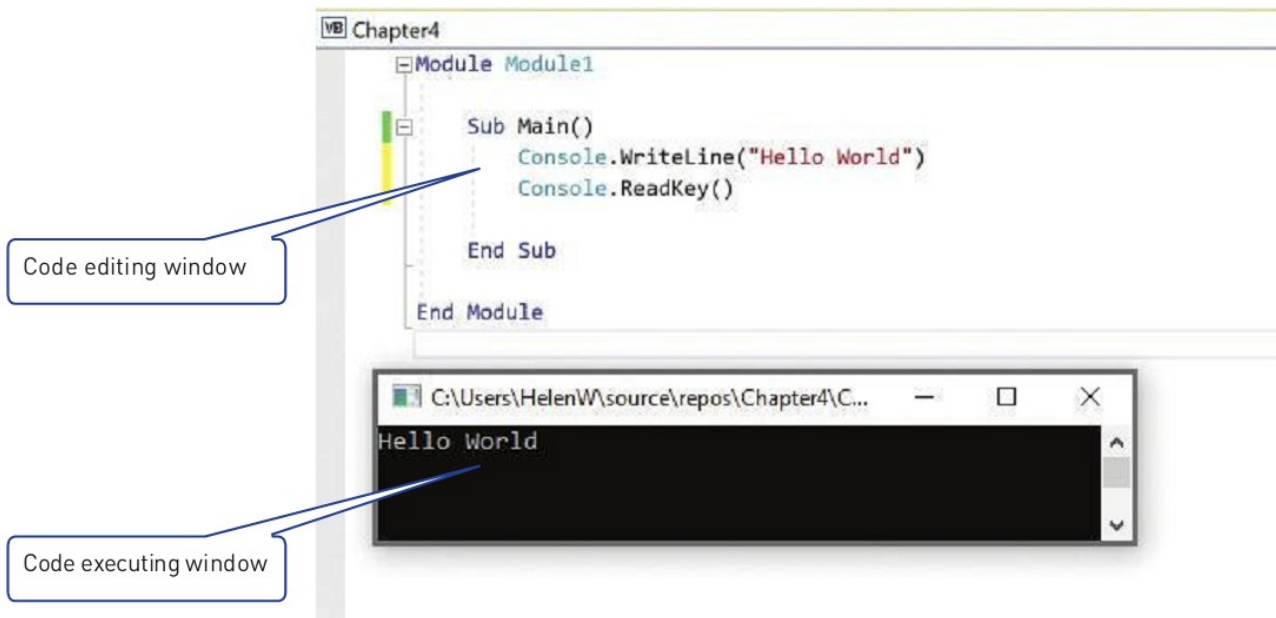 VB Chapter4
Module Module1
Sub Main()
Console.WriteLine("Hello World")
Console.ReadKey()
End Sub
End Module
Code editing window
C:\Users\HelenW\source\repos\Chapter4\C...
Hello World
Code executing window